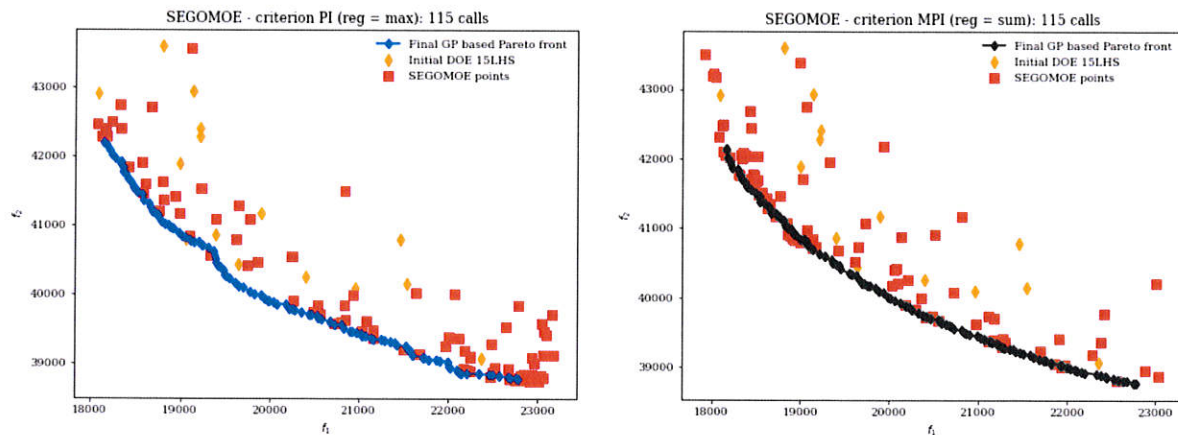 SEGOMOE - criterion PI (reg = max): 115 calls
Final GP based Pareto front
Initial DOE 15LHS
SEGOMOE points
43000
42000
41000
40000
39000
f₂
18000 19000 20000 21000 22000 23000
f₁
SEGOMOE - criterion MPI (reg = sum): 115 calls
Final GP based Pareto front
Initial DOE 15LHS
SEGOMOE points
43000
42000
41000
40000
39000
f₂
18000 19000 20000 21000 22000 23000
f₁